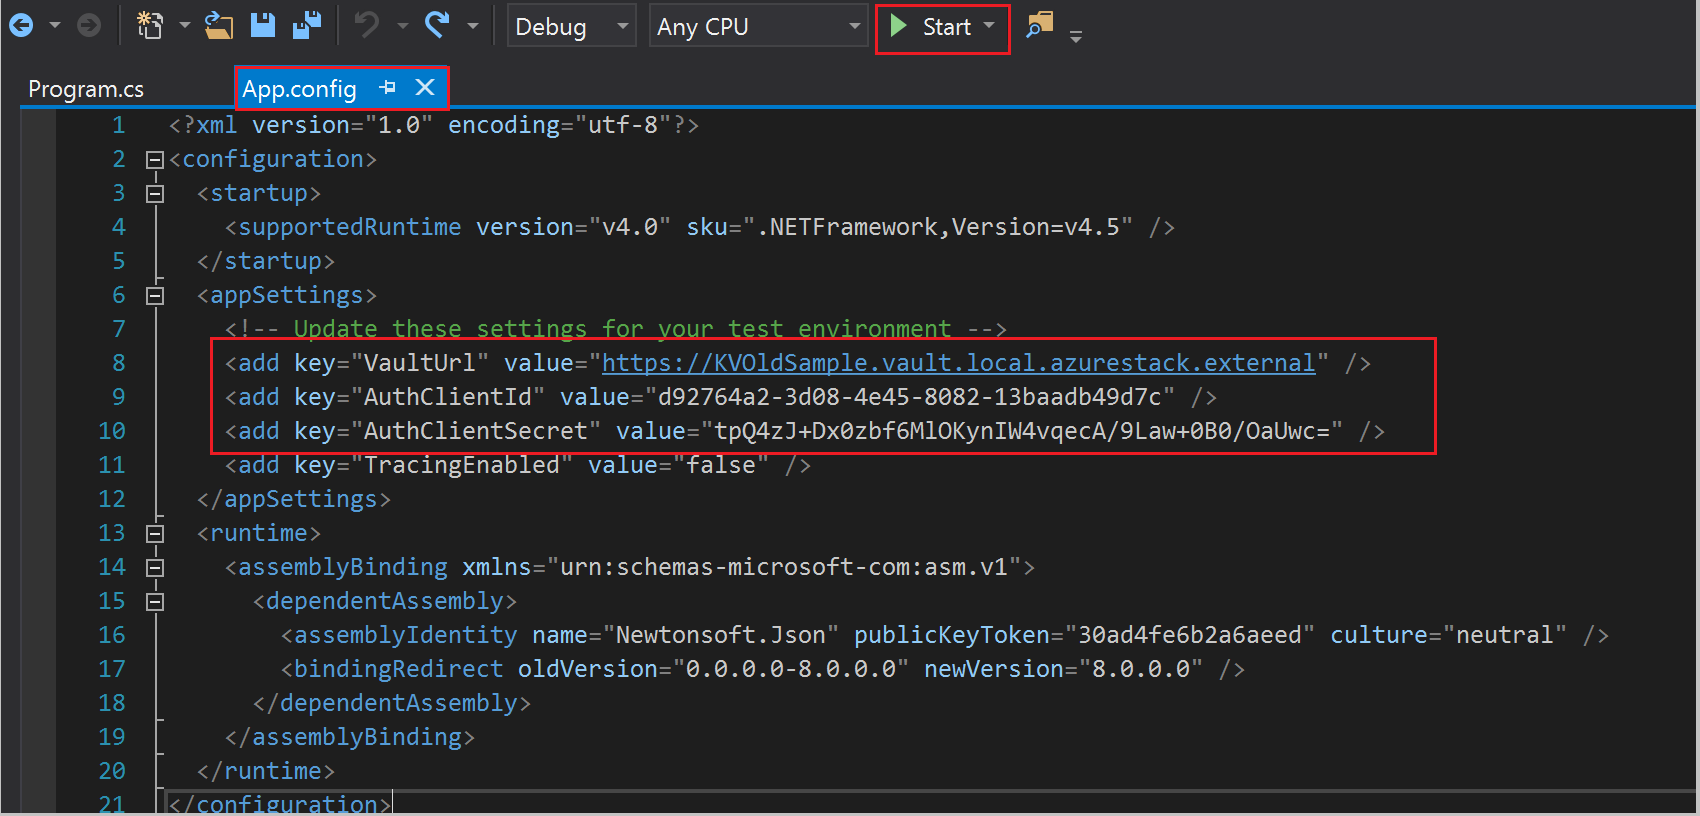 Debug Any CPU Start
Program.cs App.config
1 <?xml version="1.0" encoding="utf-8"?>
2 <configuration>
3 <startup>
4 <supportedRuntime version="v4.0" sku=".NETFramework,Version=v4.5" />
5 </startup>
6 <appSettings>
7 <!-- Update these settings for your test environment -->
8 <add key="VaultUrl" value="https://KVOldSample.vault.local.azurestack.external" />
9 <add key="AuthClientId" value="d92764a2-3d08-4e45-8082-13baadb49d7c" />
10 <add key="AuthClientSecret" value="tpQ4zJ+Dx0zbf6MlOKynIW4vqecA/9Law+0B0/OaUwc=" />
11 <add key="TracingEnabled" value="false" />
12 </appSettings>
13 <runtime>
14 <assemblyBinding xmlns="urn:schemas-microsoft-com:asm.v1">
15 <dependentAssembly>
16 <assemblyIdentity name="Newtonsoft.Json" publicKeyToken="30ad4fe6b2a6aeed" culture="neutral" />
17 <bindingRedirect oldVersion="0.0.0.0-8.0.0.0" newVersion="8.0.0.0" />
18 </dependentAssembly>
19 </assemblyBinding>
20 </runtime>
21 </configuration>